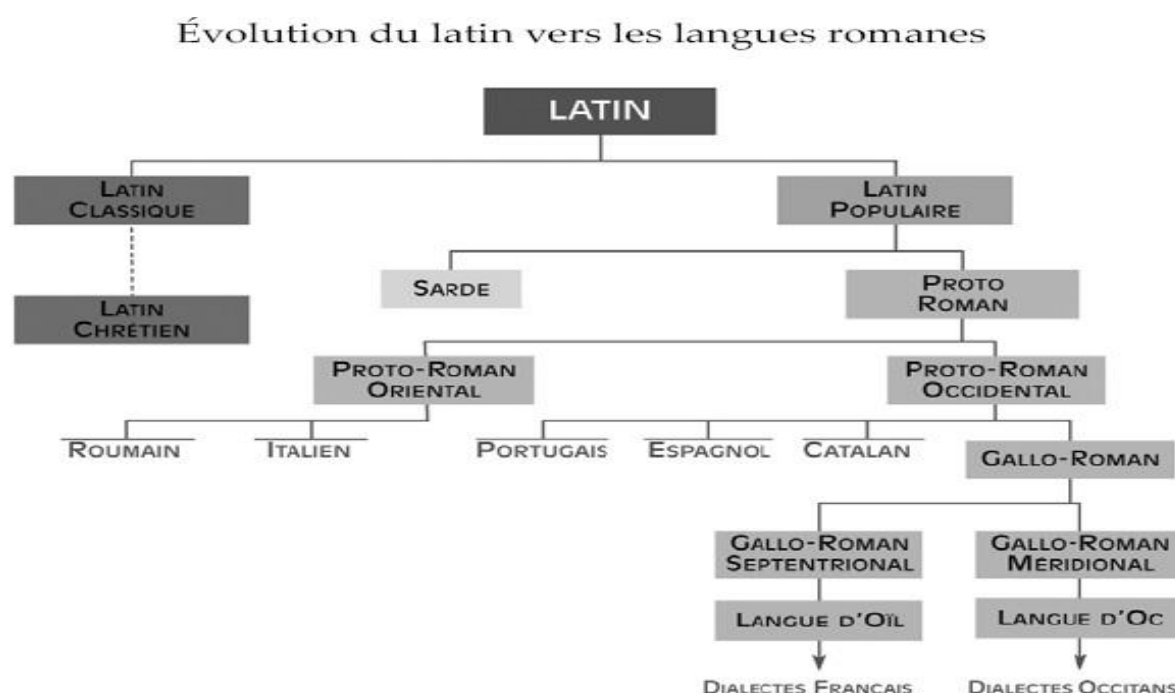 Évolution du latin vers les langues romanes
LATIN
LATIN
CLASSIQUE
LATIN
POPULAIRE
SARDE
PROTO
ROMAN
LATIN
CHRÉTIEN
PROTO-ROMAN
ORIENTAL
PROTO-ROMAN
OCCIDENTAL
ROUMAIN
ITALIEN
PORTUGAIS
ESPAGNOL
CATALAN
GALLO-ROMAN
GALLO-ROMAN
SEPTENTRIONAL
GALLO-ROMAN
MÉRIDIONAL
LANGUE D'OÏL
LANGUE D'OC
DIALECTES FRANÇAIS
DIALECTES OCCITANS